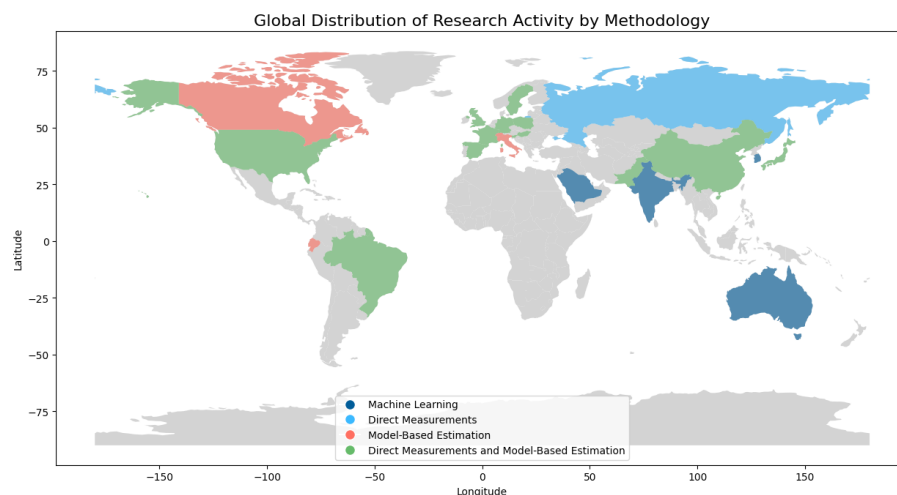 Global Distribution of Research Activity by Methodology
75
50
25
0
−25
−50
−75
Latitude
Machine Learning
Direct Measurements
Model-Based Estimation
Direct Measurements and Model-Based Estimation
−150 −100 −50 0 50 100 150
Longitude